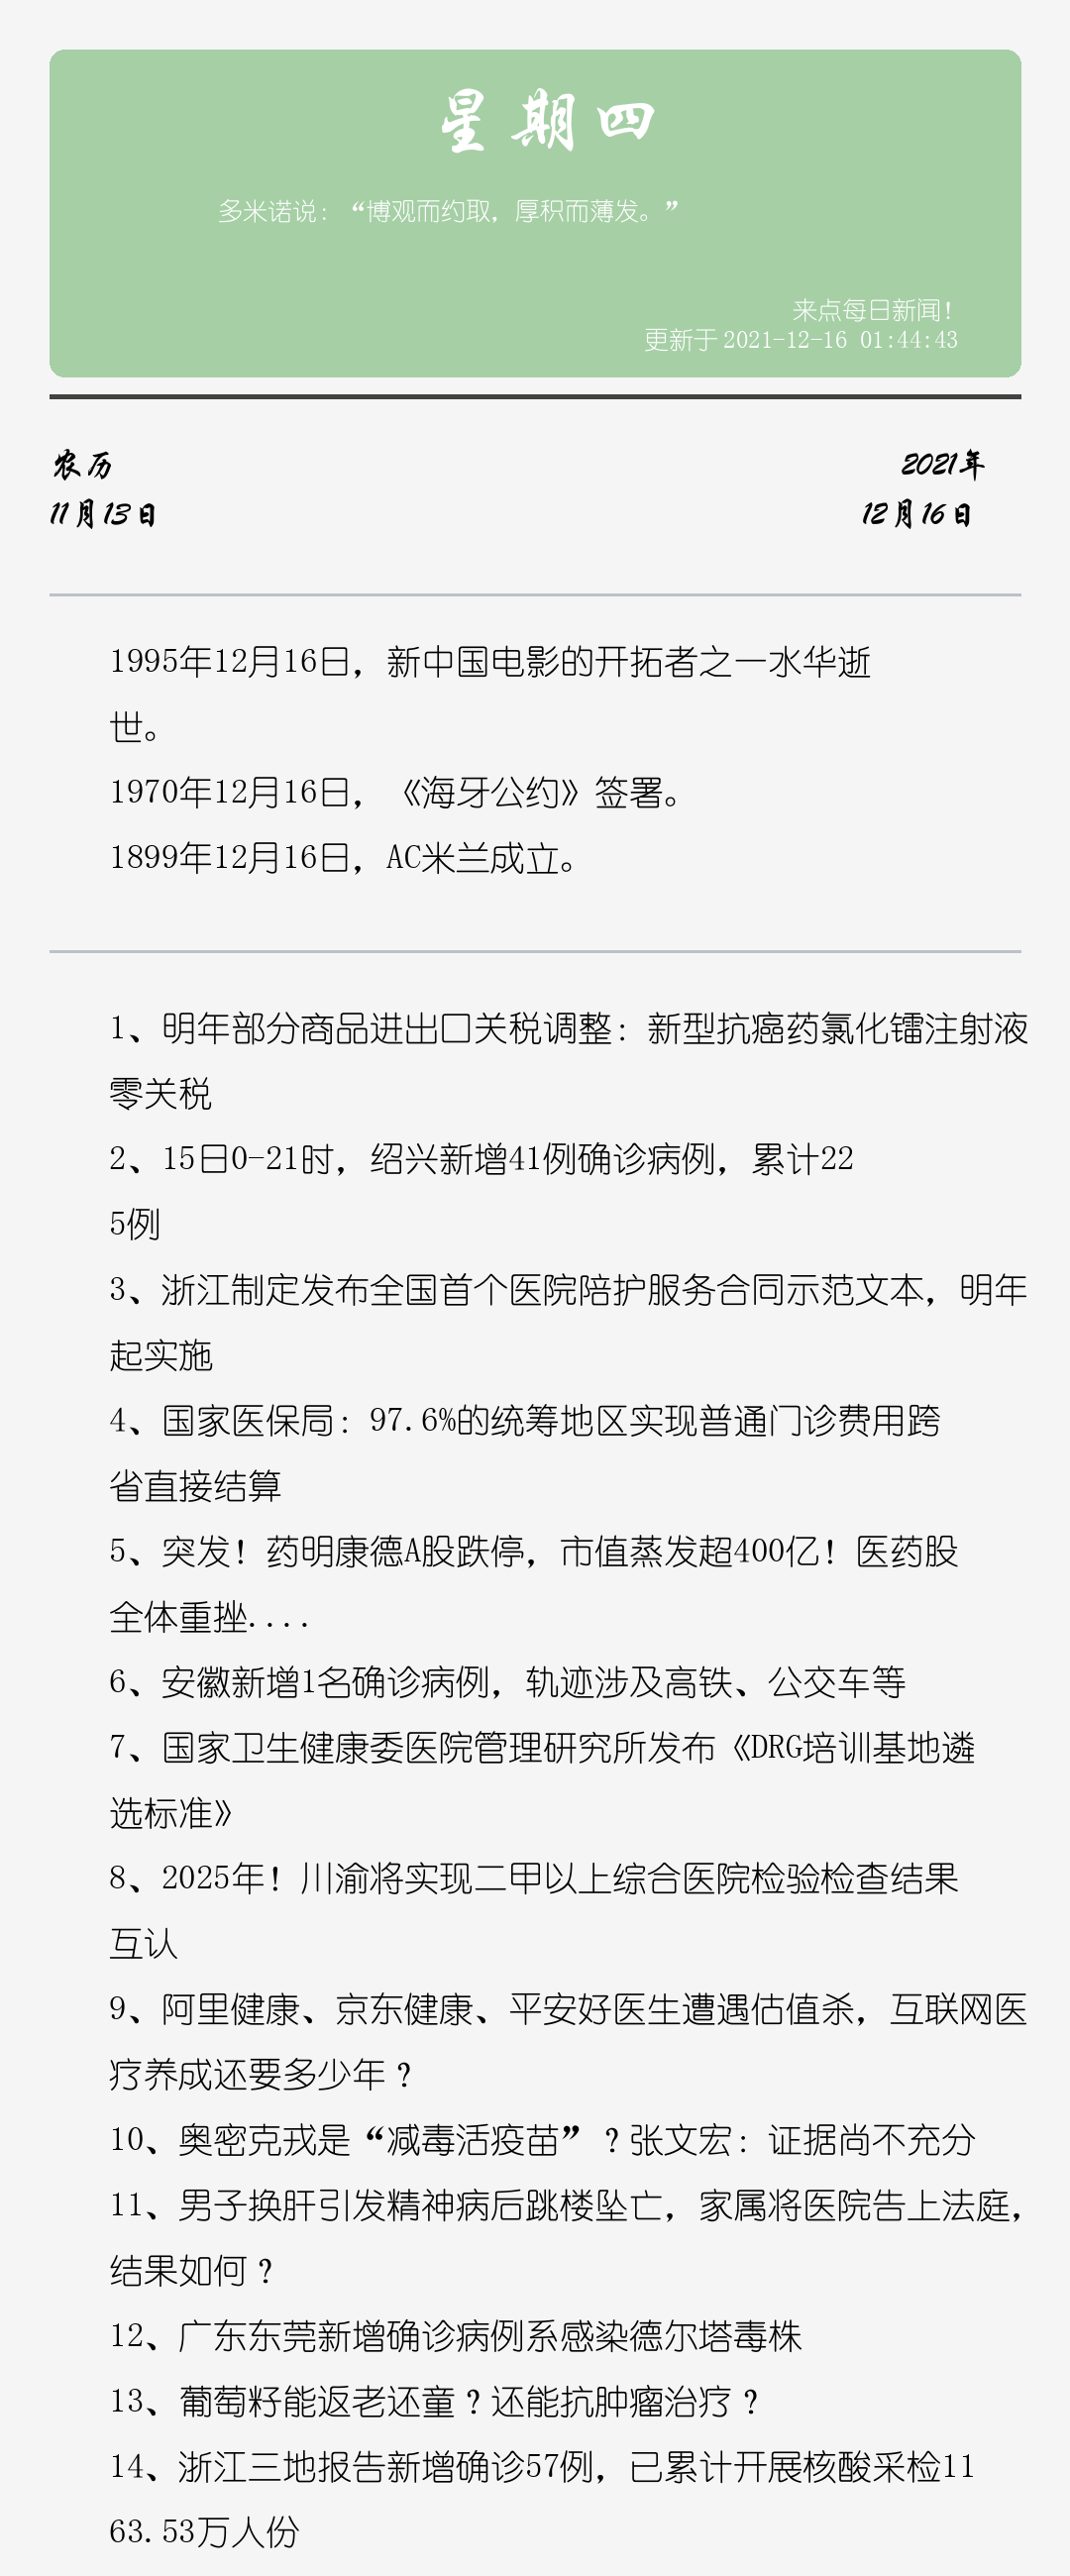 星期四
多米诺说：“博观而约取，厚积而薄发。”
来点每日新闻！
更新于 2021-12-16 01:44:43
农历
2021年
11月13日
12月16日
1995年12月16日，新中国电影的开拓者之一水华逝
世。
1970年12月16日，《海牙公约》签署。
1899年12月16日，AC米兰成立。
1、明年部分商品进出口关税调整：新型抗癌药氯化镭注射液
零关税
2、15日0-21时，绍兴新增41例确诊病例，累计22
5例
3、浙江制定发布全国首个医院陪护服务合同示范文本，明年
起实施
4、国家医保局：97.6%的统筹地区实现普通门诊费用跨
省直接结算
5、突发！药明康德A股跌停，市值蒸发超400亿！医药股
全体重挫....
6、安徽新增1名确诊病例，轨迹涉及高铁、公交车等
7、国家卫生健康委医院管理研究所发布《DRG培训基地遴
选标准》
8、2025年！川渝将实现二甲以上综合医院检验检查结果
互认
9、阿里健康、京东健康、平安好医生遭遇估值杀，互联网医
疗养成还要多少年？
10、奥密克戎是“减毒活疫苗”？张文宏：证据尚不充分
11、男子换肝引发精神病后跳楼坠亡，家属将医院告上法庭，
结果如何？
12、广东东莞新增确诊病例系感染德尔塔毒株
13、葡萄籽能返老还童？还能抗肿瘤治疗？
14、浙江三地报告新增确诊57例，已累计开展核酸采检11
63.53万人份